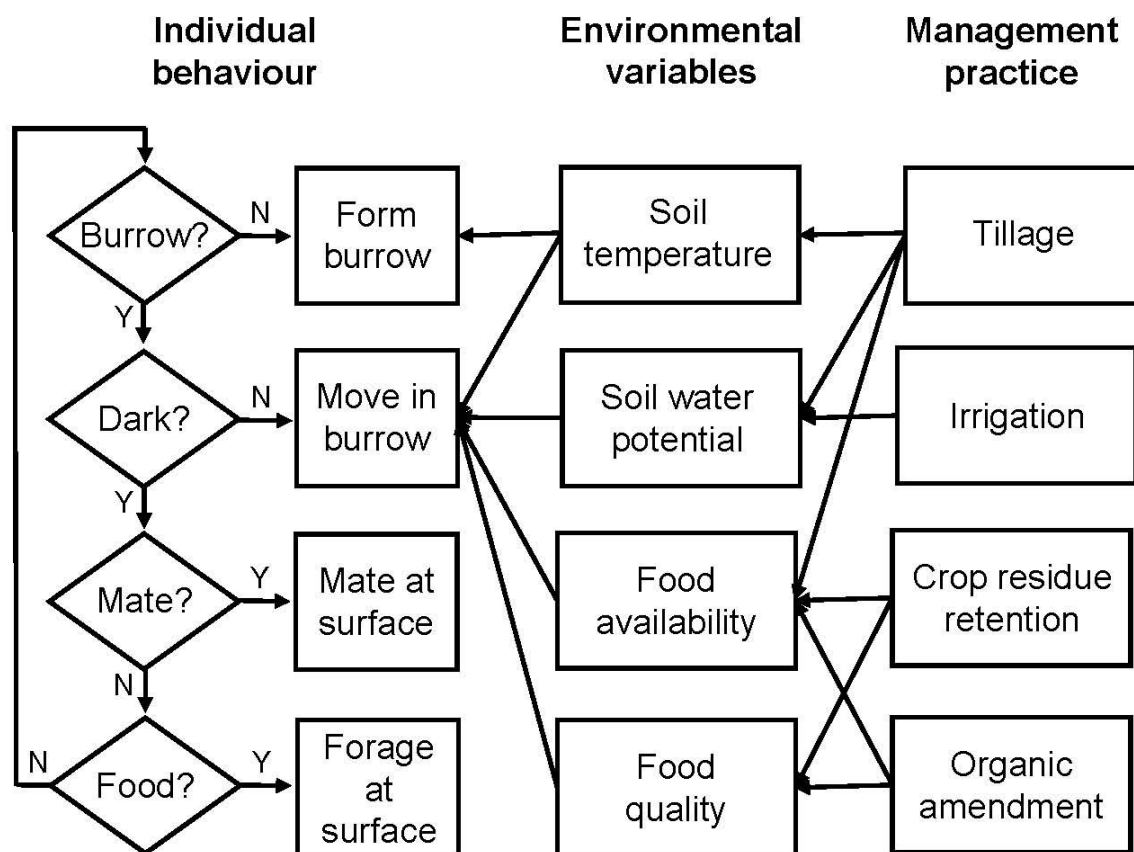 Individual
behaviour
Environmental
variables
Management
practice
Burrow?
N
Form
burrow
Soil
temperature
Tillage
Y
Dark?
N
Move in
burrow
Soil water
potential
Irrigation
Y
Mate?
Y
Mate at
surface
Food
availability
Crop residue
retention
N
N
Food?
Y
Forage
at
surface
Food
quality
Organic
amendment